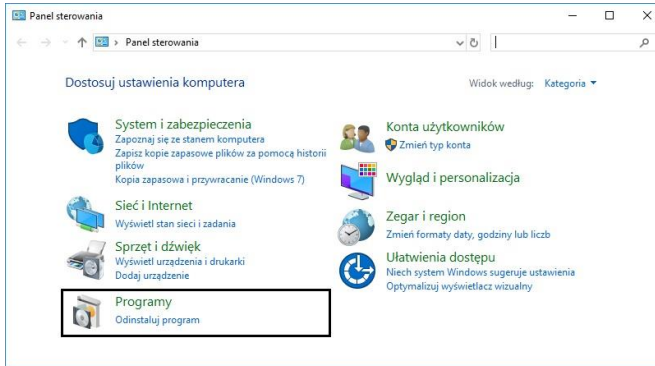 Panel sterowania
Panel sterowania
Dostosuj ustawienia komputera
Widok według: Kategoria
System i zabezpieczenia
Zapoznaj się ze stanem komputera
Zapisz kopie zapasowe plików za pomocą historii
plików
Kopia zapasowa i przywracanie (Windows 7)
Sieć i Internet
Wyświetl stan sieci i zadania
Sprzęt i dźwięk
Wyświetl urządzenia i drukarki
Dodaj urządzenie
Programy
Odinstaluj program
Konta użytkowników
Zmień typ konta
Wygląd i personalizacja
Zegar i region
Zmień formaty daty, godziny lub liczb
Ułatwienia dostępu
Niech system Windows sugeruje ustawienia
Optymalizuj wyświetlacz wizualny